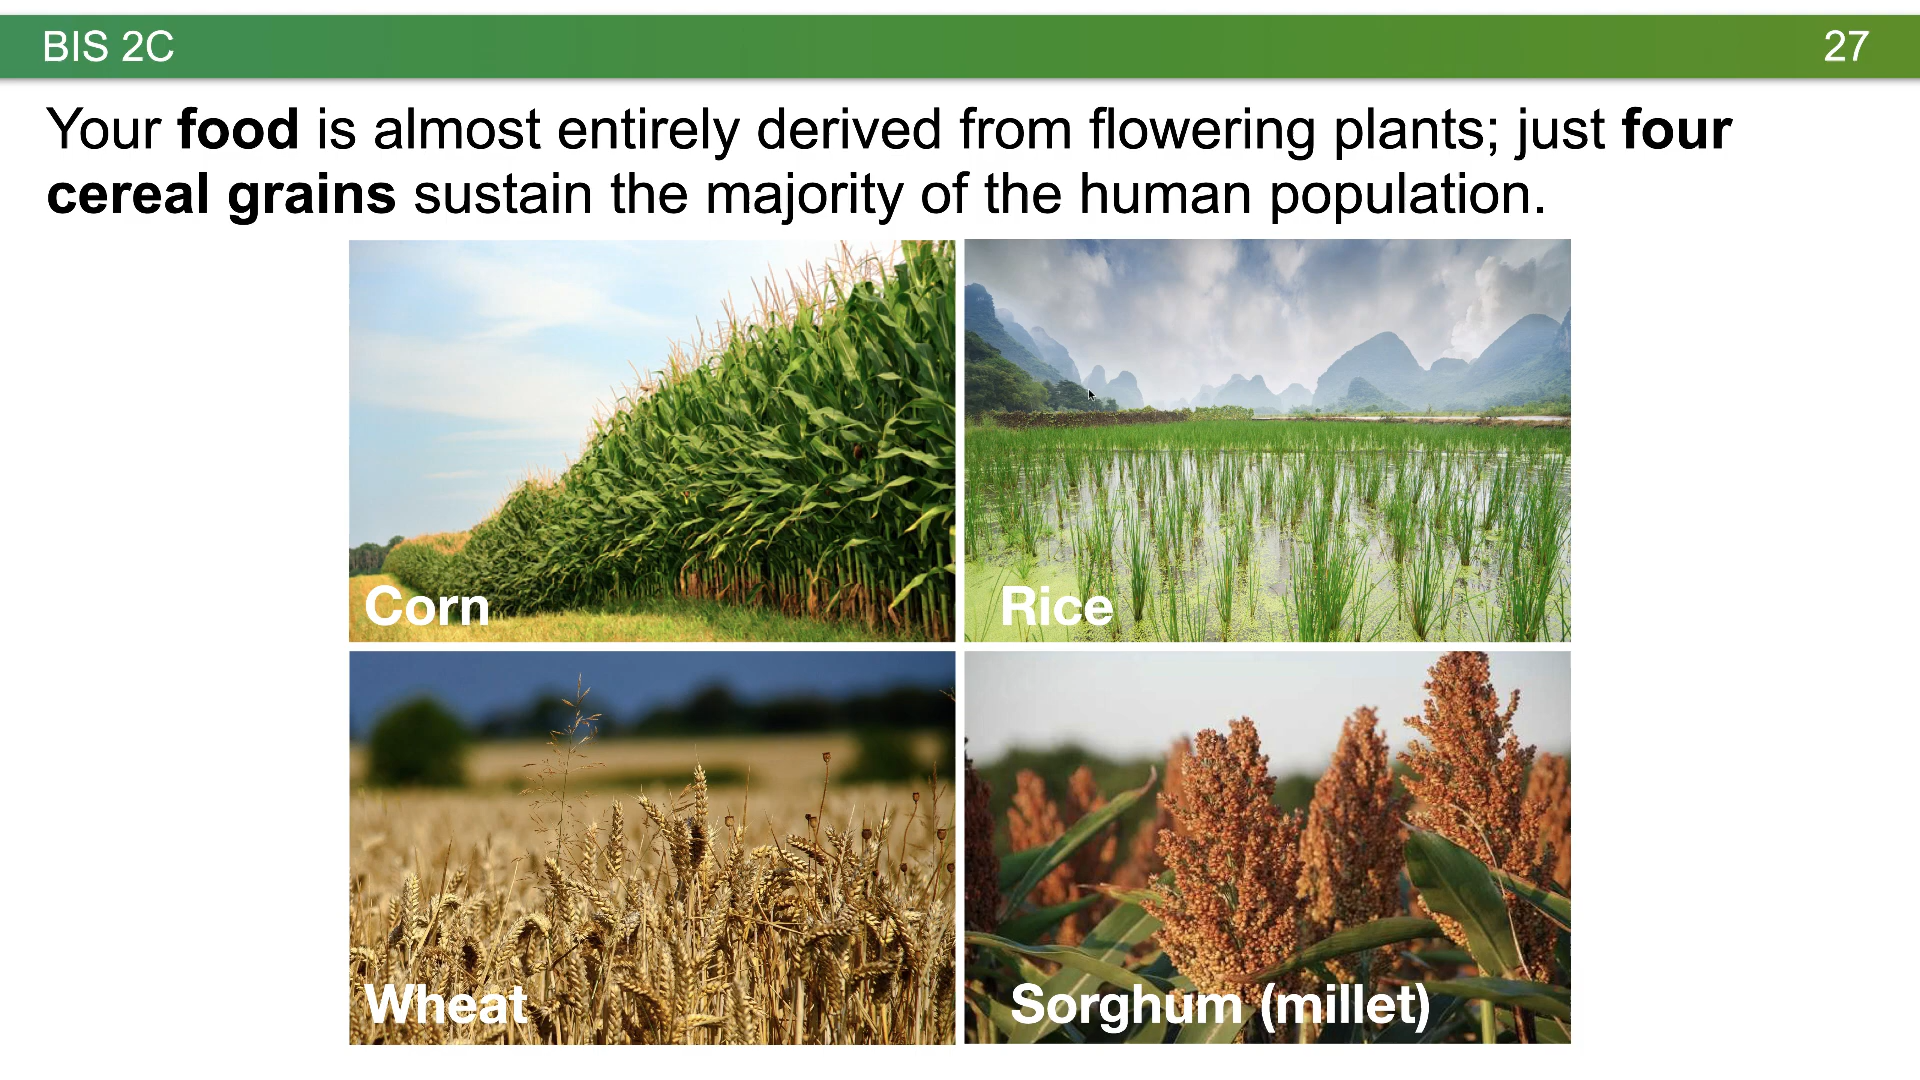 BIS 2C
27
Your food is almost entirely derived from flowering plants; just four
cereal grains sustain the majority of the human population.
Corn
Rice
Wheat
Sorghum (millet)